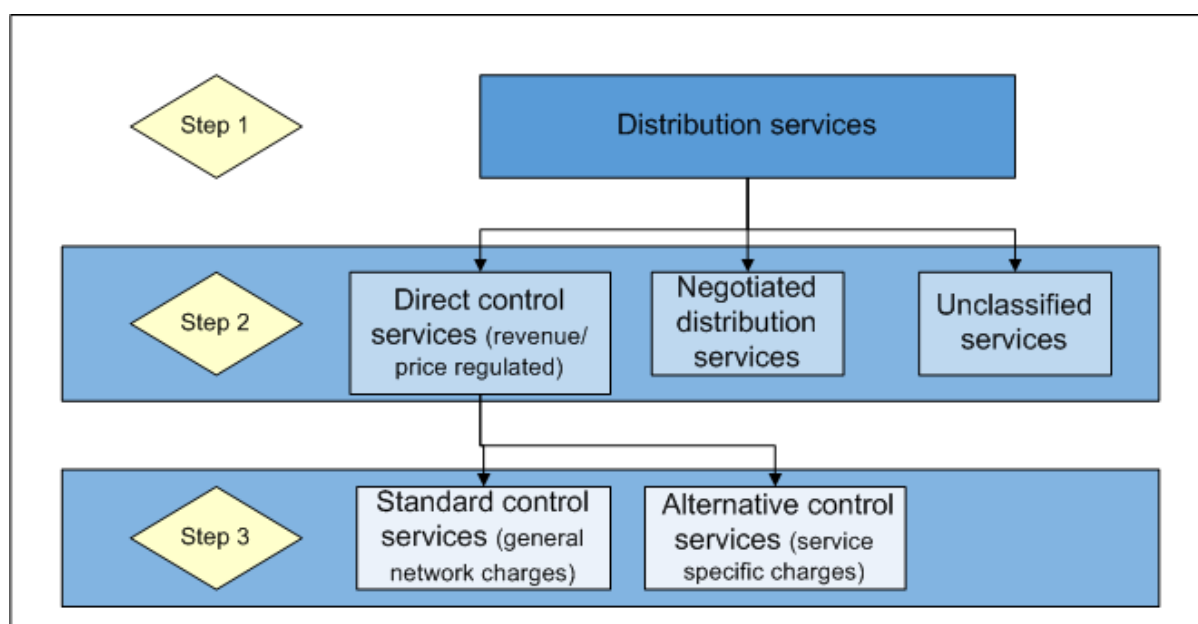 Step 1
Distribution services
Step 2
Direct control
services (revenue/
price regulated)
Negotiated
distribution
services
Unclassified
services
Step 3
Standard control
services (general
network charges)
Alternative control
services (service
specific charges)